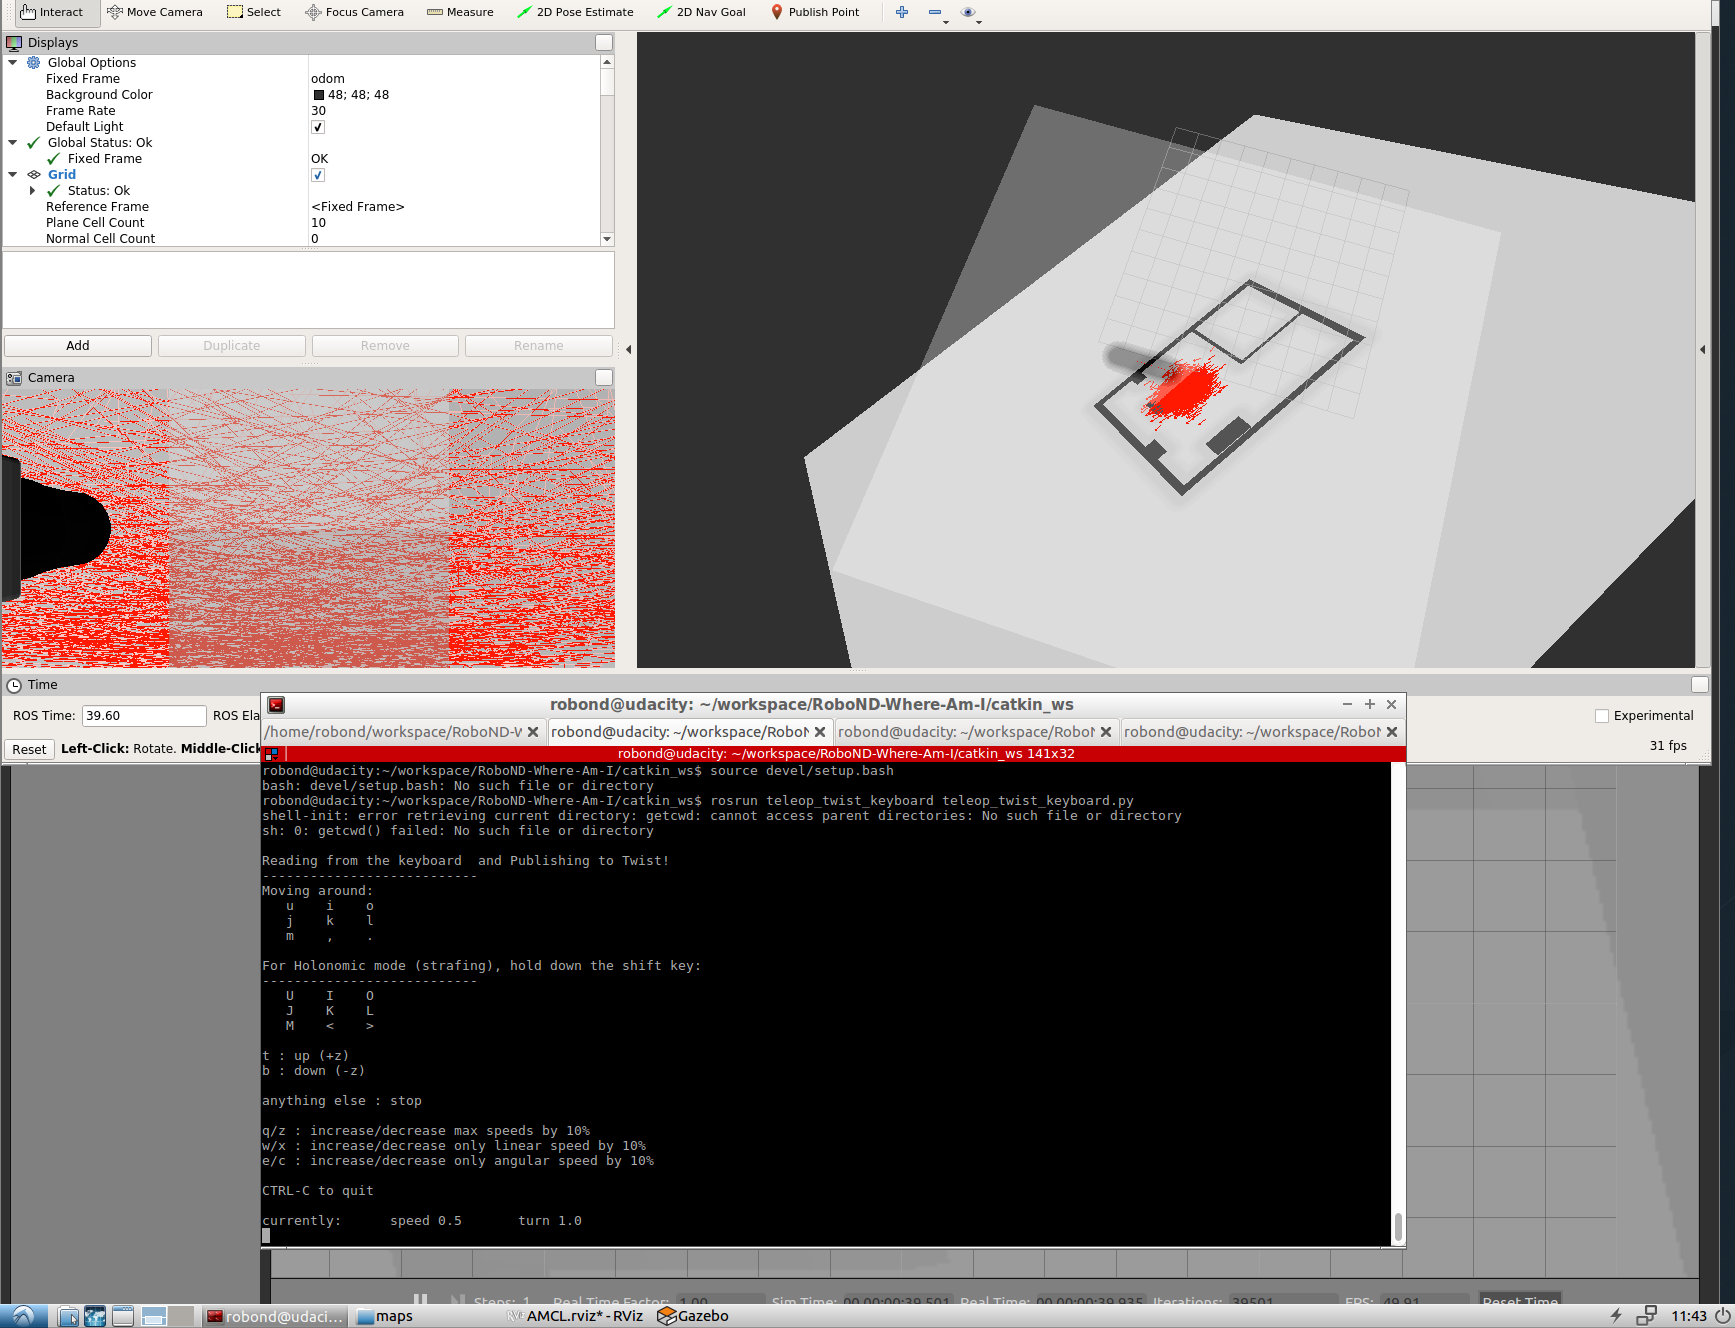 Interact Move Camera Select Focus Camera Measure 2D Pose Estimate 2D Nav Goal Publish Point
Displays
Global Options
Fixed Frame odom
Background Color 48; 48; 48
Frame Rate 30
Default Light
Global Status: Ok
Fixed Frame OK
Grid
Status: Ok
Reference Frame <Fixed Frame>
Plane Cell Count 10
Normal Cell Count 0
Add Duplicate Remove Rename
Camera
Time
ROS Time: 39.60 ROS Ela
Experimental
Reset Left-Click: Rotate. Middle-Click
31 fps
robond@udacity: ~/workspace/RoboND-Where-Am-I/catkin_ws
/home/robond/workspace/RoboND-W robond@udacity: ~/workspace/RoboN robond@udacity: ~/workspace/RoboN robond@udacity: ~/workspace/RoboN
robond@udacity: ~/workspace/RoboND-Where-Am-I/catkin_ws 141x32
robond@udacity:~/workspace/RoboND-Where-Am-I/catkin_ws$ source devel/setup.bash
bash: devel/setup.bash: No such file or directory
robond@udacity:~/workspace/RoboND-Where-Am-I/catkin_ws$ rosrun teleop_twist_keyboard teleop_twist_keyboard.py
shell-init: error retrieving current directory: getcwd: cannot access parent directories: No such file or directory
sh: 0: getcwd() failed: No such file or directory
Reading from the keyboard  and Publishing to Twist!
---------------------------
Moving around:
u i o
j k l
m , .
For Holonomic mode (strafing), hold down the shift key:
---------------------------
U I O
J K L
M < >
t : up (+z)
b : down (-z)
anything else : stop
q/z : increase/decrease max speeds by 10%
w/x : increase/decrease only linear speed by 10%
e/c : increase/decrease only angular speed by 10%
CTRL-C to quit
currently: speed 0.5 turn 1.0
Steps: 1 Real Time Factor: 1.00 Sim Time: 00 00:00:39.501 Real Time: 00 00:00:39.935 Iterations: 39501 FPS: 49.91 Reset Time
robond@udaci... maps AMCL.rviz* - RViz Gazebo 11:43